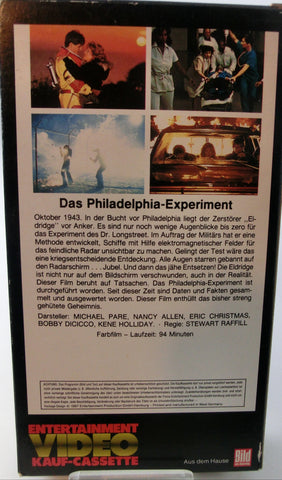 Das Philadelphia-Experiment
Oktober 1943. In der Bucht vor Philadelphia liegt der Zerstörer „El-
dridge" vor Anker. Es sind nur noch wenige Augenblicke bis zero für
das Experiment des Dr. Longstreet. Im Auftrag der Militärs hat er eine
Methode entwickelt, Schiffe mit Hilfe elektromagnetischer Felder für
das feindliche Radar unsichtbar zu machen. Gelingt der Test wäre das
eine kriegsentscheidende Entdeckung. Alle Augen starren gebannt auf
den Radarschirm . . . Jubel. Und dann das jähe Entsetzen! Die Eldridge
ist nicht nur auf dem Bildschirm verschwunden, auch in der Realität.
Dieser Film beruht auf Tatsachen. Das Philadelphia-Experiment ist
durchgeführt worden. Seit dieser Zeit sind Daten und Fakten gesam-
melt und ausgewertet worden. Dieser Film enthüllt das bisher streng
gehütete Geheimnis.
Darsteller: MICHAEL PARE, NANCY ALLEN, ERIC CHRISTMAS,
BOBBY DICICCO, KENE HOLLIDAY. · Regie: STEWART RAFFILL
Farbfilm – Laufzeit: 94 Minuten
ENTERTAINMENT
VIDEO
KAUF-CASSETTE
Aus dem Hause
Bild